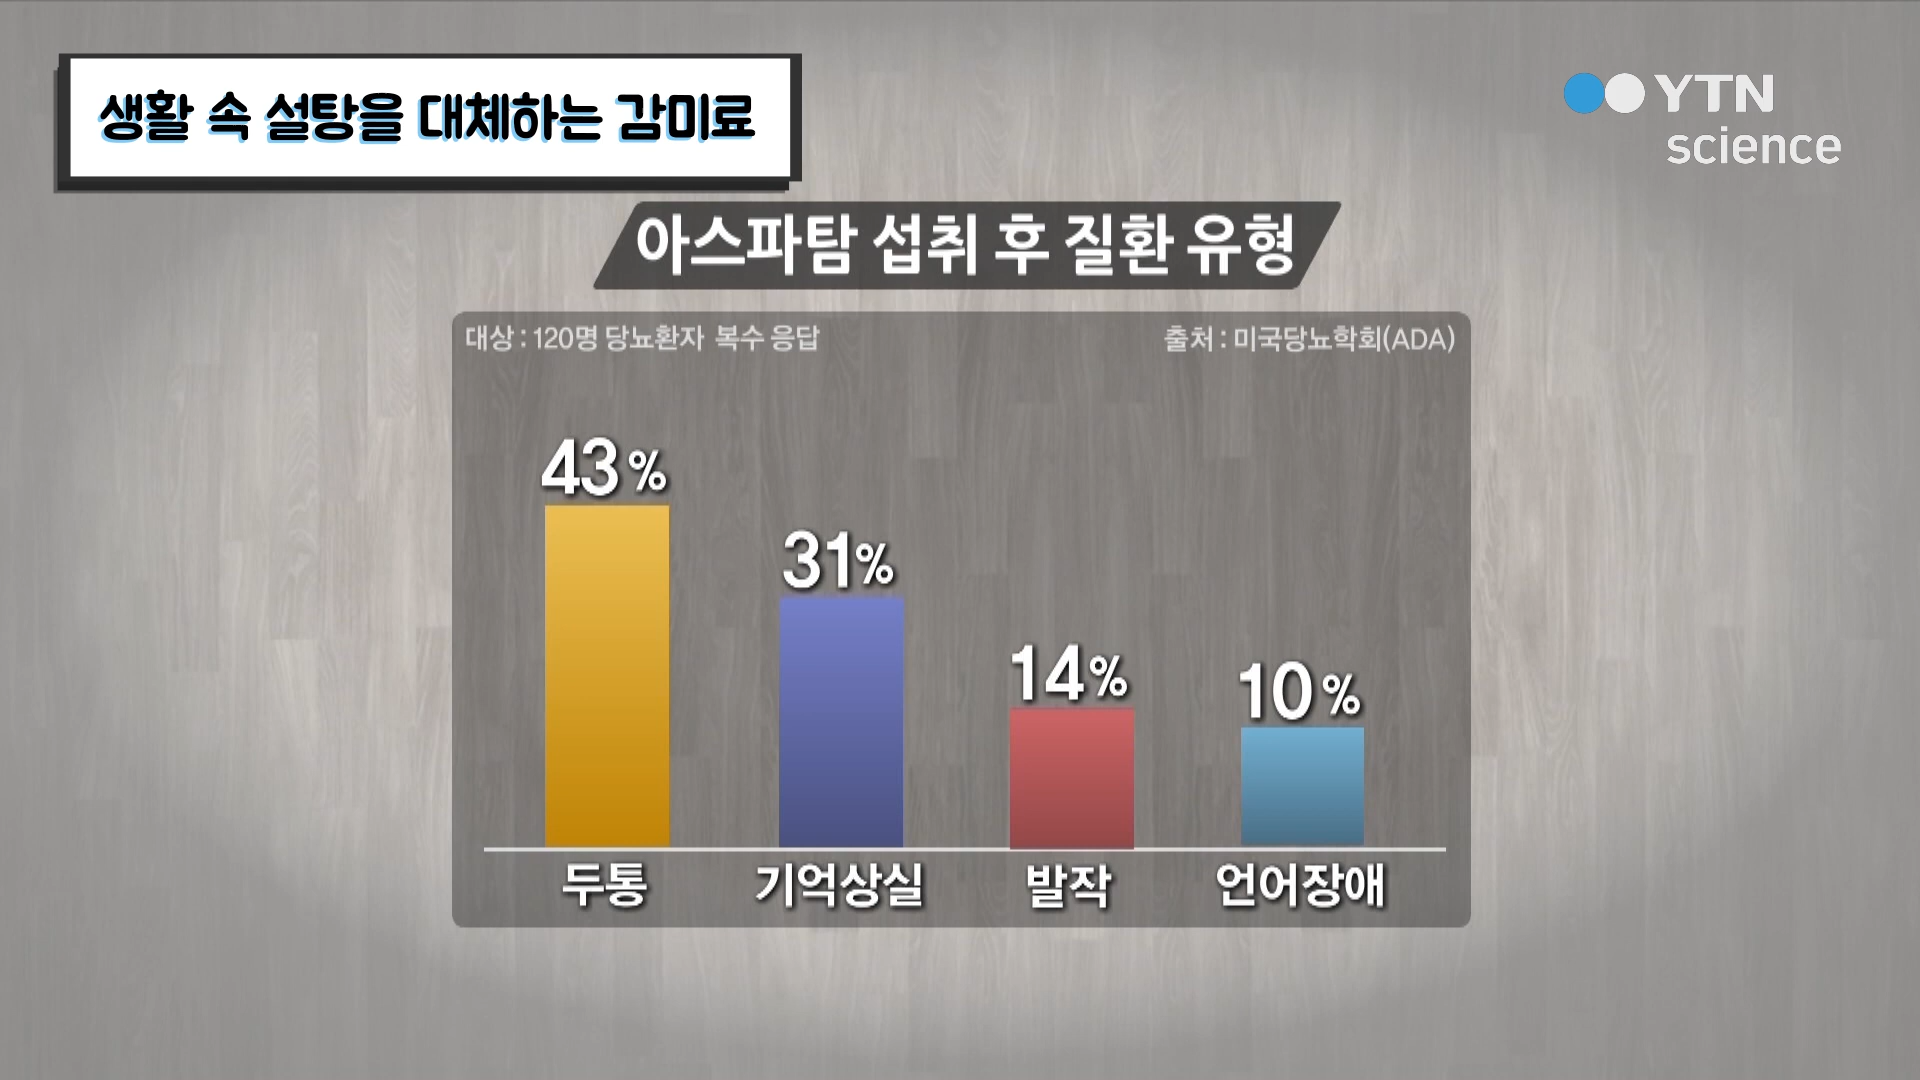 생활 속 설탕을 대체하는 감미료
YTN
science
아스파탐 섭취 후 질환 유형
대상 : 120명 당뇨환자 복수 응답
출처 : 미국당뇨학회(ADA)
43 %
31%
14%
10 %
두통
기억상실
발작
언어장애